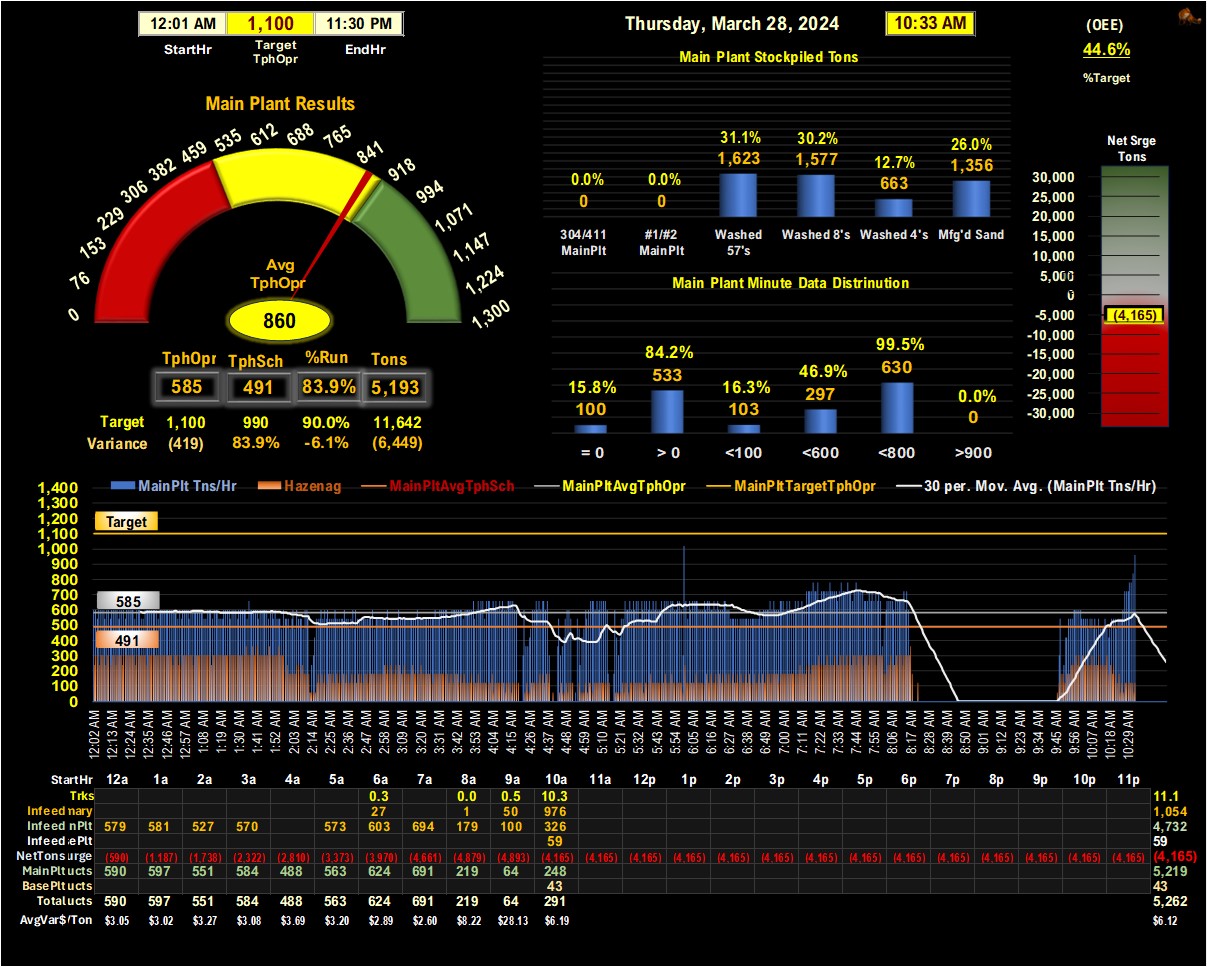 12:01 AM 1,100 11:30 PM
StartHr Target TphOpr EndHr
Thursday, March 28, 2024 10:33 AM
(OEE)
44.6%
%Target
Main Plant Results
0 76 153 229 306 382 459 535 612 688 765 841 918 994 1,071 1,147 1,224 1,300
Avg
TphOpr
860
TphOpr TphSch %Run Tons
585 491 83.9% 5,193
Target 1,100 990 90.0% 11,642
Variance (419) 83.9% -6.1% (6,449)
Main Plant Stockpiled Tons
0.0% 0.0% 31.1% 30.2% 12.7% 26.0%
0 0 1,623 1,577 663 1,356
304/411 #1/#2 Washed Washed 8's Washed 4's Mfg'd Sand
MainPlt MainPlt 57's
Main Plant Minute Data Distrinution
15.8% 84.2% 16.3% 46.9% 99.5% 0.0%
100 533 103 297 630 0
= 0 > 0 <100 <600 <800 >900
Net Srge
Tons
30,000
25,000
20,000
15,000
10,000
5,000
0
-5,000 (4,165)
-10,000
-15,000
-20,000
-25,000
-30,000
MainPlt Tns/Hr Hazenag MainPltAvgTphSch MainPltAvgTphOpr MainPltTargetTphOpr 30 per. Mov. Avg. (MainPlt Tns/Hr)
1,400
1,300
1,200 Target
1,100
1,000
900
800
700
600 585
500
400 491
300
200
100
0
12:02 AM 12:13 AM 12:24 AM 12:35 AM 12:46 AM 12:57 AM 1:08 AM 1:19 AM 1:30 AM 1:41 AM 1:52 AM 2:03 AM 2:14 AM 2:25 AM 2:36 AM 2:47 AM 2:58 AM 3:09 AM 3:20 AM 3:31 AM 3:42 AM 3:53 AM 4:04 AM 4:15 AM 4:26 AM 4:37 AM 4:48 AM 4:59 AM 5:10 AM 5:21 AM 5:32 AM 5:43 AM 5:54 AM 6:05 AM 6:16 AM 6:27 AM 6:38 AM 6:49 AM 7:00 AM 7:11 AM 7:22 AM 7:33 AM 7:44 AM 7:55 AM 8:06 AM 8:17 AM 8:28 AM 8:39 AM 8:50 AM 9:01 AM 9:12 AM 9:23 AM 9:34 AM 9:45 AM 9:56 AM 10:07 AM 10:18 AM 10:29 AM
StartHr 12a 1a 2a 3a 4a 5a 6a 7a 8a 9a 10a 11a 12p 1p 2p 3p 4p 5p 6p 7p 8p 9p 10p 11p
Trks 0.3 0.0 0.5 10.3 11.1
Infeed nary 27 1 50 976 1,054
Infeed nPlt 579 581 527 570 573 603 694 179 100 326 4,732
Infeed ePlt 59 59
NetTons urge (590) (1,187) (1,738) (2,322) (2,810) (3,373) (3,970) (4,661) (4,879) (4,893) (4,165) (4,165) (4,165) (4,165) (4,165) (4,165) (4,165) (4,165) (4,165) (4,165) (4,165) (4,165) (4,165) (4,165) (4,165)
MainPlt ucts 590 597 551 584 488 563 624 691 219 64 248 5,219
BasePlt ucts 43 43
Total ucts 590 597 551 584 488 563 624 691 219 64 291 5,262
AvgVar$/Ton $3.05 $3.02 $3.27 $3.08 $3.69 $3.20 $2.89 $2.60 $8.22 $28.13 $6.19 $6.12